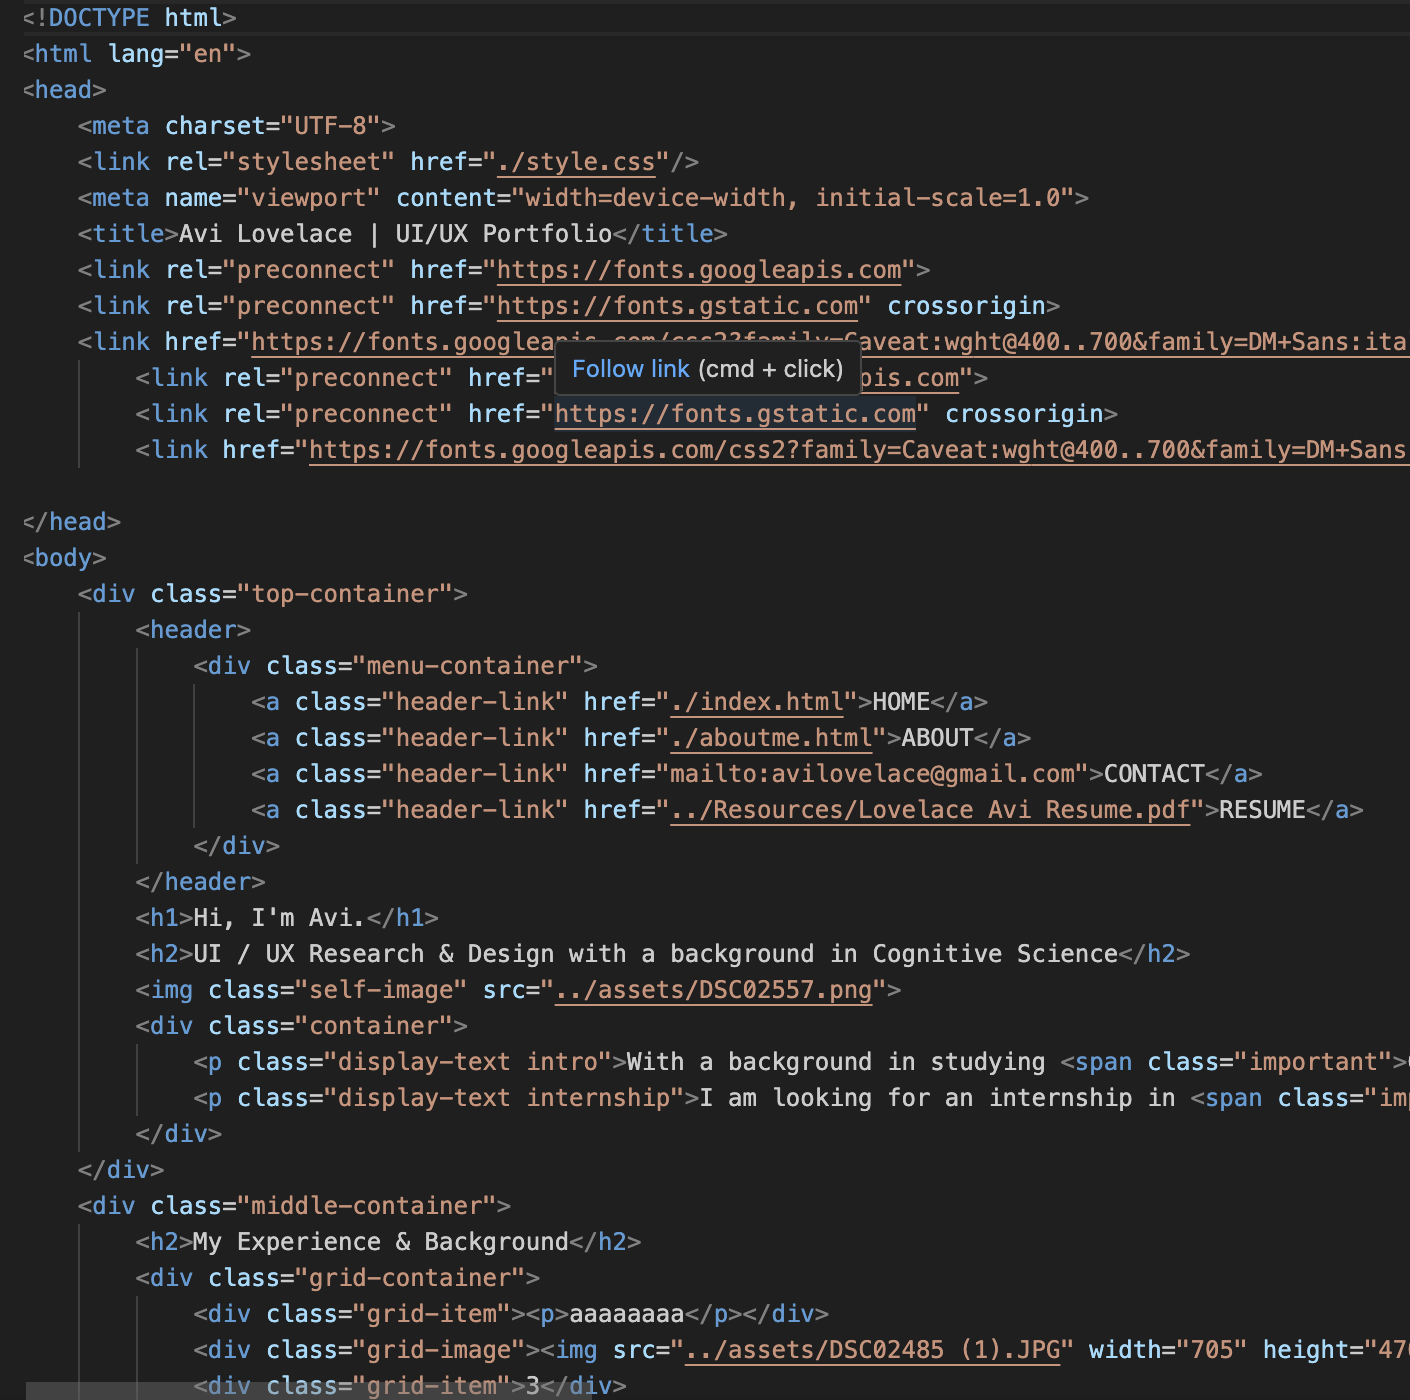 <!DOCTYPE html>
<html lang="en">
<head>
<meta charset="UTF-8">
<link rel="stylesheet" href="./style.css"/>
<meta name="viewport" content="width=device-width, initial-scale=1.0">
<title>Avi Lovelace | UI/UX Portfolio</title>
<link rel="preconnect" href="https://fonts.googleapis.com">
<link rel="preconnect" href="https://fonts.gstatic.com" crossorigin>
<link href="https://fonts.googleapis.com/css2?family=Caveat:wght@400..700&family=DM+Sans:ita
Follow link (cmd + click)
<link rel="preconnect" href=" pis.com">
<link rel="preconnect" href="https://fonts.gstatic.com" crossorigin>
<link href="https://fonts.googleapis.com/css2?family=Caveat:wght@400..700&family=DM+Sans
</head>
<body>
<div class="top-container">
<header>
<div class="menu-container">
<a class="header-link" href="./index.html">HOME</a>
<a class="header-link" href="./aboutme.html">ABOUT</a>
<a class="header-link" href="mailto:avilovelace@gmail.com">CONTACT</a>
<a class="header-link" href="../Resources/Lovelace Avi Resume.pdf">RESUME</a>
</div>
</header>
<h1>Hi, I'm Avi.</h1>
<h2>UI / UX Research & Design with a background in Cognitive Science</h2>
<img class="self-image" src="../assets/DSC02557.png">
<div class="container">
<p class="display-text intro">With a background in studying <span class="important">
<p class="display-text internship">I am looking for an internship in <span class="im
</div>
</div>
<div class="middle-container">
<h2>My Experience & Background</h2>
<div class="grid-container">
<div class="grid-item"><p>aaaaaaaa</p></div>
<div class="grid-image"><img src="../assets/DSC02485 (1).JPG" width="705" height="47
<div class="grid-item">3</div>